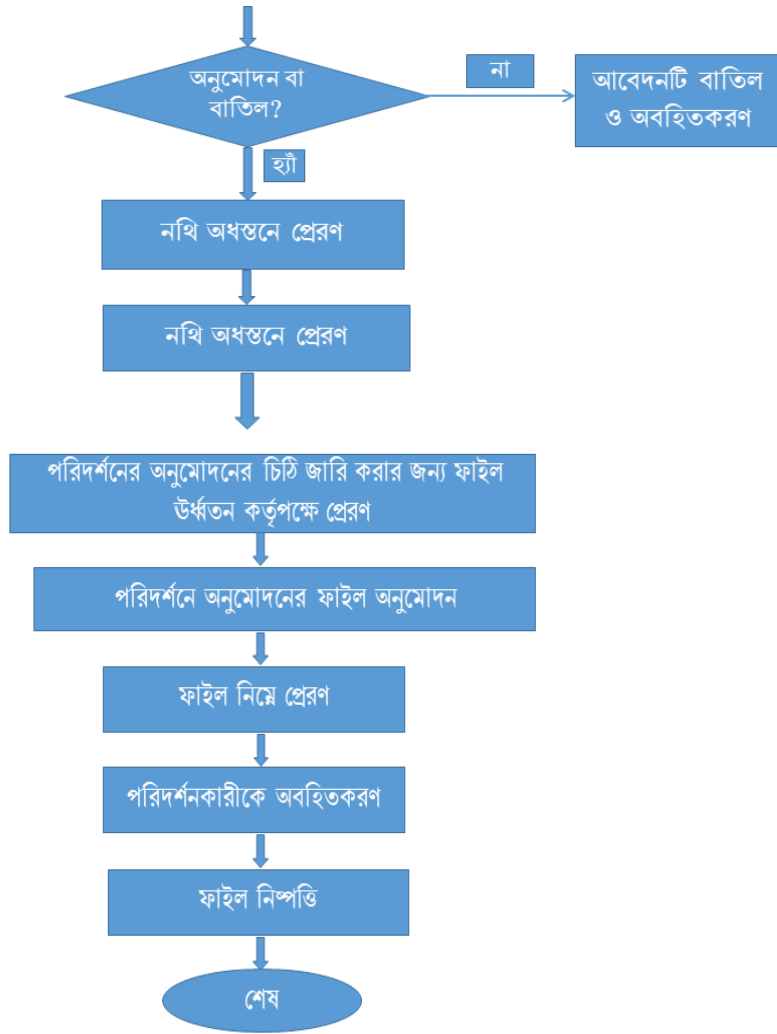 অনুমোদন বা
বাতিল?
না
আবেদনটি বাতিল
ও অবহিতকরণ
হ্যাঁ
নথি অধস্তনে প্রেরণ
নথি অধস্তনে প্রেরণ
পরিদর্শনের অনুমোদনের চিঠি জারি করার জন্য ফাইল
ঊর্ধ্বতন কর্তৃপক্ষে প্রেরণ
পরিদর্শনে অনুমোদনের ফাইল অনুমোদন
ফাইল নিম্নে প্রেরণ
পরিদর্শনকারীকে অবহিতকরণ
ফাইল নিষ্পত্তি
শেষ